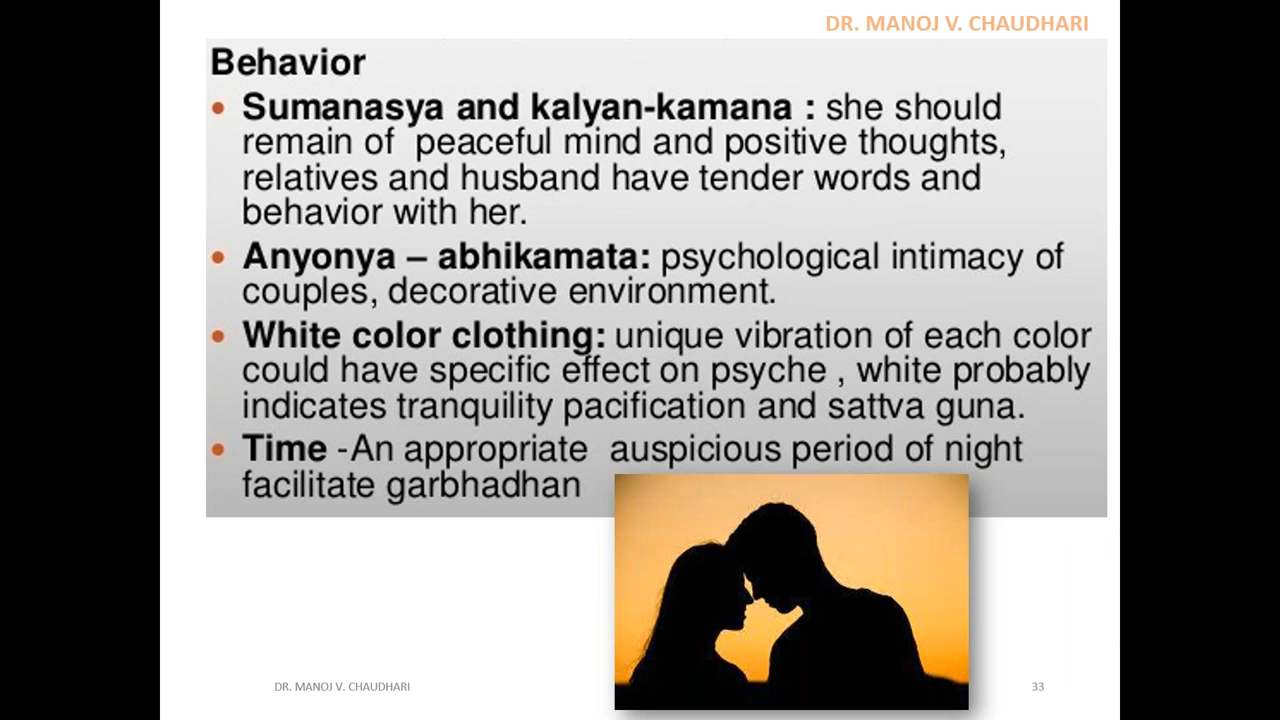 DR. MANOJ V. CHAUDHARI
Behavior
• Sumanasya and kalyan-kamana : she should
remain of peaceful mind and positive thoughts,
relatives and husband have tender words and
behavior with her.
• Anyonya – abhikamata: psychological intimacy of
couples, decorative environment.
• White color clothing: unique vibration of each color
could have specific effect on psyche , white probably
indicates tranquility pacification and sattva guna.
• Time -An appropriate auspicious period of night
facilitate garbhadhan
DR. MANOJ V. CHAUDHARI
33